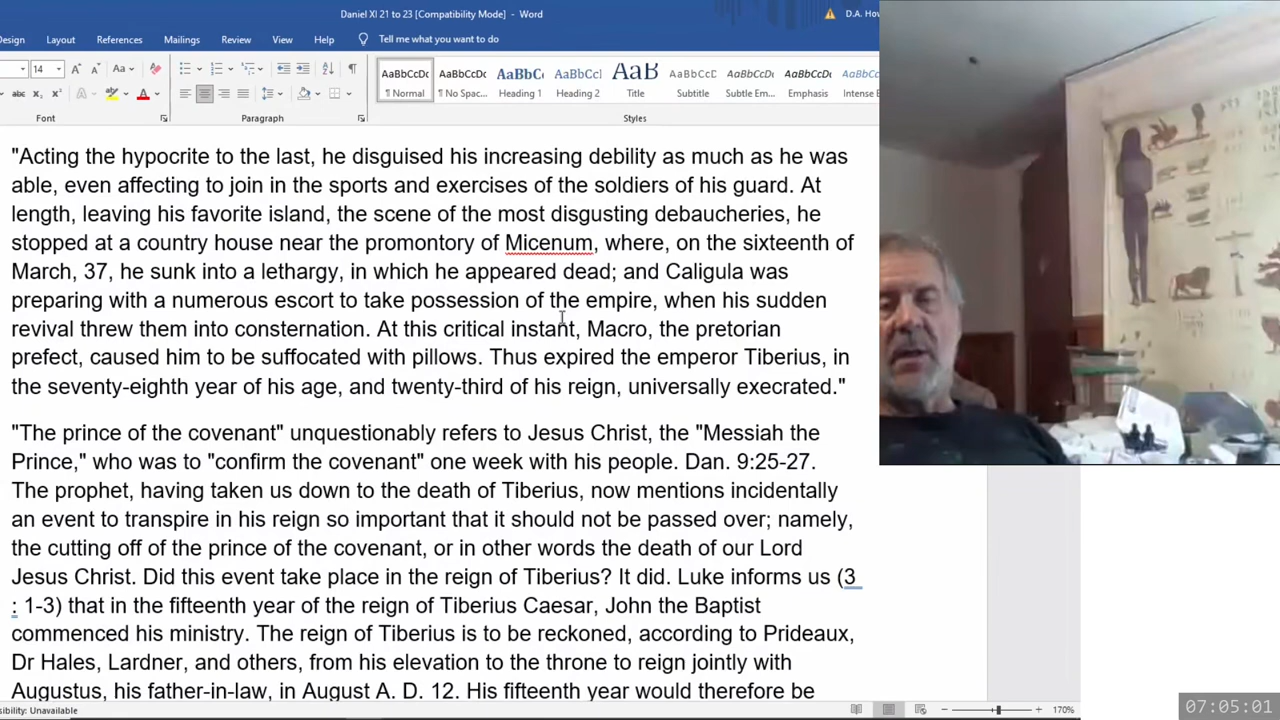 Daniel XI 21 to 23 [Compatibility Mode] - Word
D.A. Ho
Design Layout References Mailings Review View Help Tell me what you want to do
14 Aa
abc x₂ x² A A
AaBbCcDc AaBbCcDc AaBbC AaBbCc AaB AaBbCcD AaBbCcD AaBbCcD AaBbC
¶ Normal ¶ No Spac... Heading 1 Heading 2 Title Subtitle Subtle Em... Emphasis Intense E
Font Paragraph Styles
"Acting the hypocrite to the last, he disguised his increasing debility as much as he was
able, even affecting to join in the sports and exercises of the soldiers of his guard. At
length, leaving his favorite island, the scene of the most disgusting debaucheries, he
stopped at a country house near the promontory of Micenum, where, on the sixteenth of
March, 37, he sunk into a lethargy, in which he appeared dead; and Caligula was
preparing with a numerous escort to take possession of the empire, when his sudden
revival threw them into consternation. At this critical instant, Macro, the pretorian
prefect, caused him to be suffocated with pillows. Thus expired the emperor Tiberius, in
the seventy-eighth year of his age, and twenty-third of his reign, universally execrated."
"The prince of the covenant" unquestionably refers to Jesus Christ, the "Messiah the
Prince," who was to "confirm the covenant" one week with his people. Dan. 9:25-27.
The prophet, having taken us down to the death of Tiberius, now mentions incidentally
an event to transpire in his reign so important that it should not be passed over; namely,
the cutting off of the prince of the covenant, or in other words the death of our Lord
Jesus Christ. Did this event take place in the reign of Tiberius? It did. Luke informs us (3
: 1-3) that in the fifteenth year of the reign of Tiberius Caesar, John the Baptist
commenced his ministry. The reign of Tiberius is to be reckoned, according to Prideaux,
Dr Hales, Lardner, and others, from his elevation to the throne to reign jointly with
Augustus, his father-in-law, in August A. D. 12. His fifteenth year would therefore be
sibility: Unavailable
170%
07:05:01